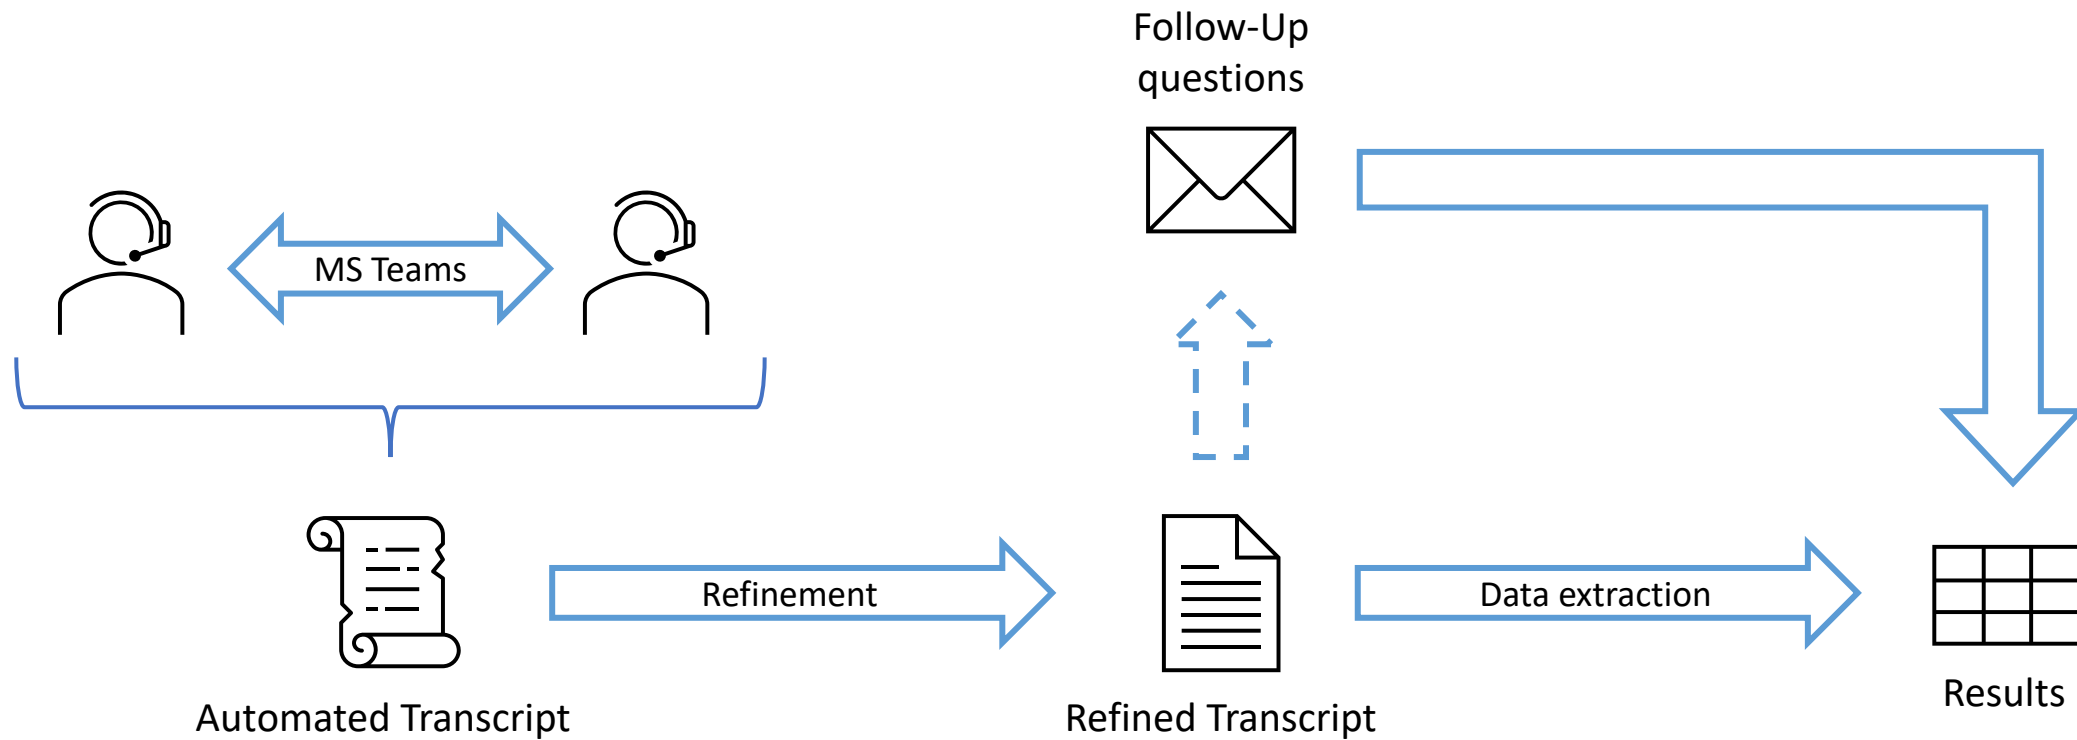 Follow-Up
questions
MS Teams
Refinement
Data extraction
Automated Transcript
Refined Transcript
Results